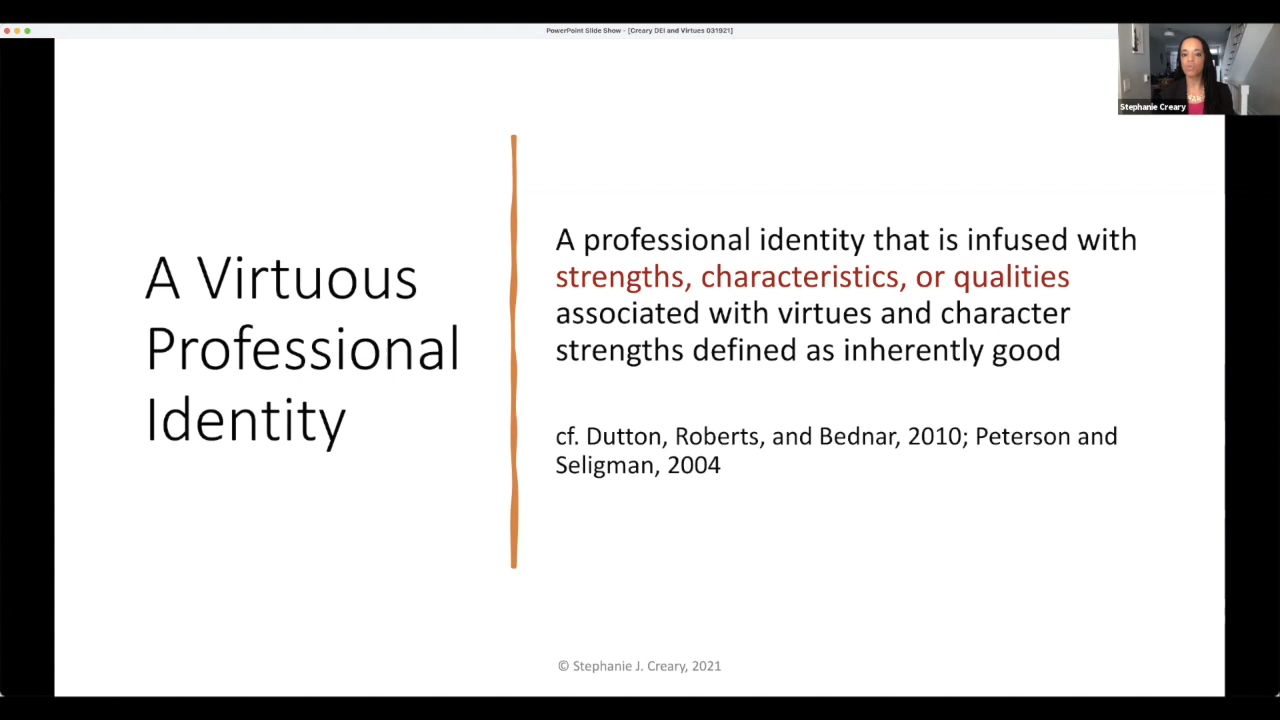 PowerPoint Slide Show - [Creary DEI and Virtues 031921]
Stephanie Creary
A Virtuous
Professional
Identity
A professional identity that is infused with
strengths, characteristics, or qualities
associated with virtues and character
strengths defined as inherently good
cf. Dutton, Roberts, and Bednar, 2010; Peterson and
Seligman, 2004
© Stephanie J. Creary, 2021